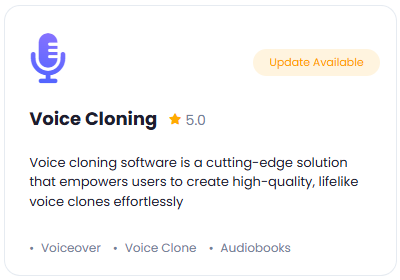 Update Available
Voice Cloning ★ 5.0
Voice cloning software is a cutting-edge solution
that empowers users to create high-quality, lifelike
voice clones effortlessly
• Voiceover • Voice Clone • Audiobooks